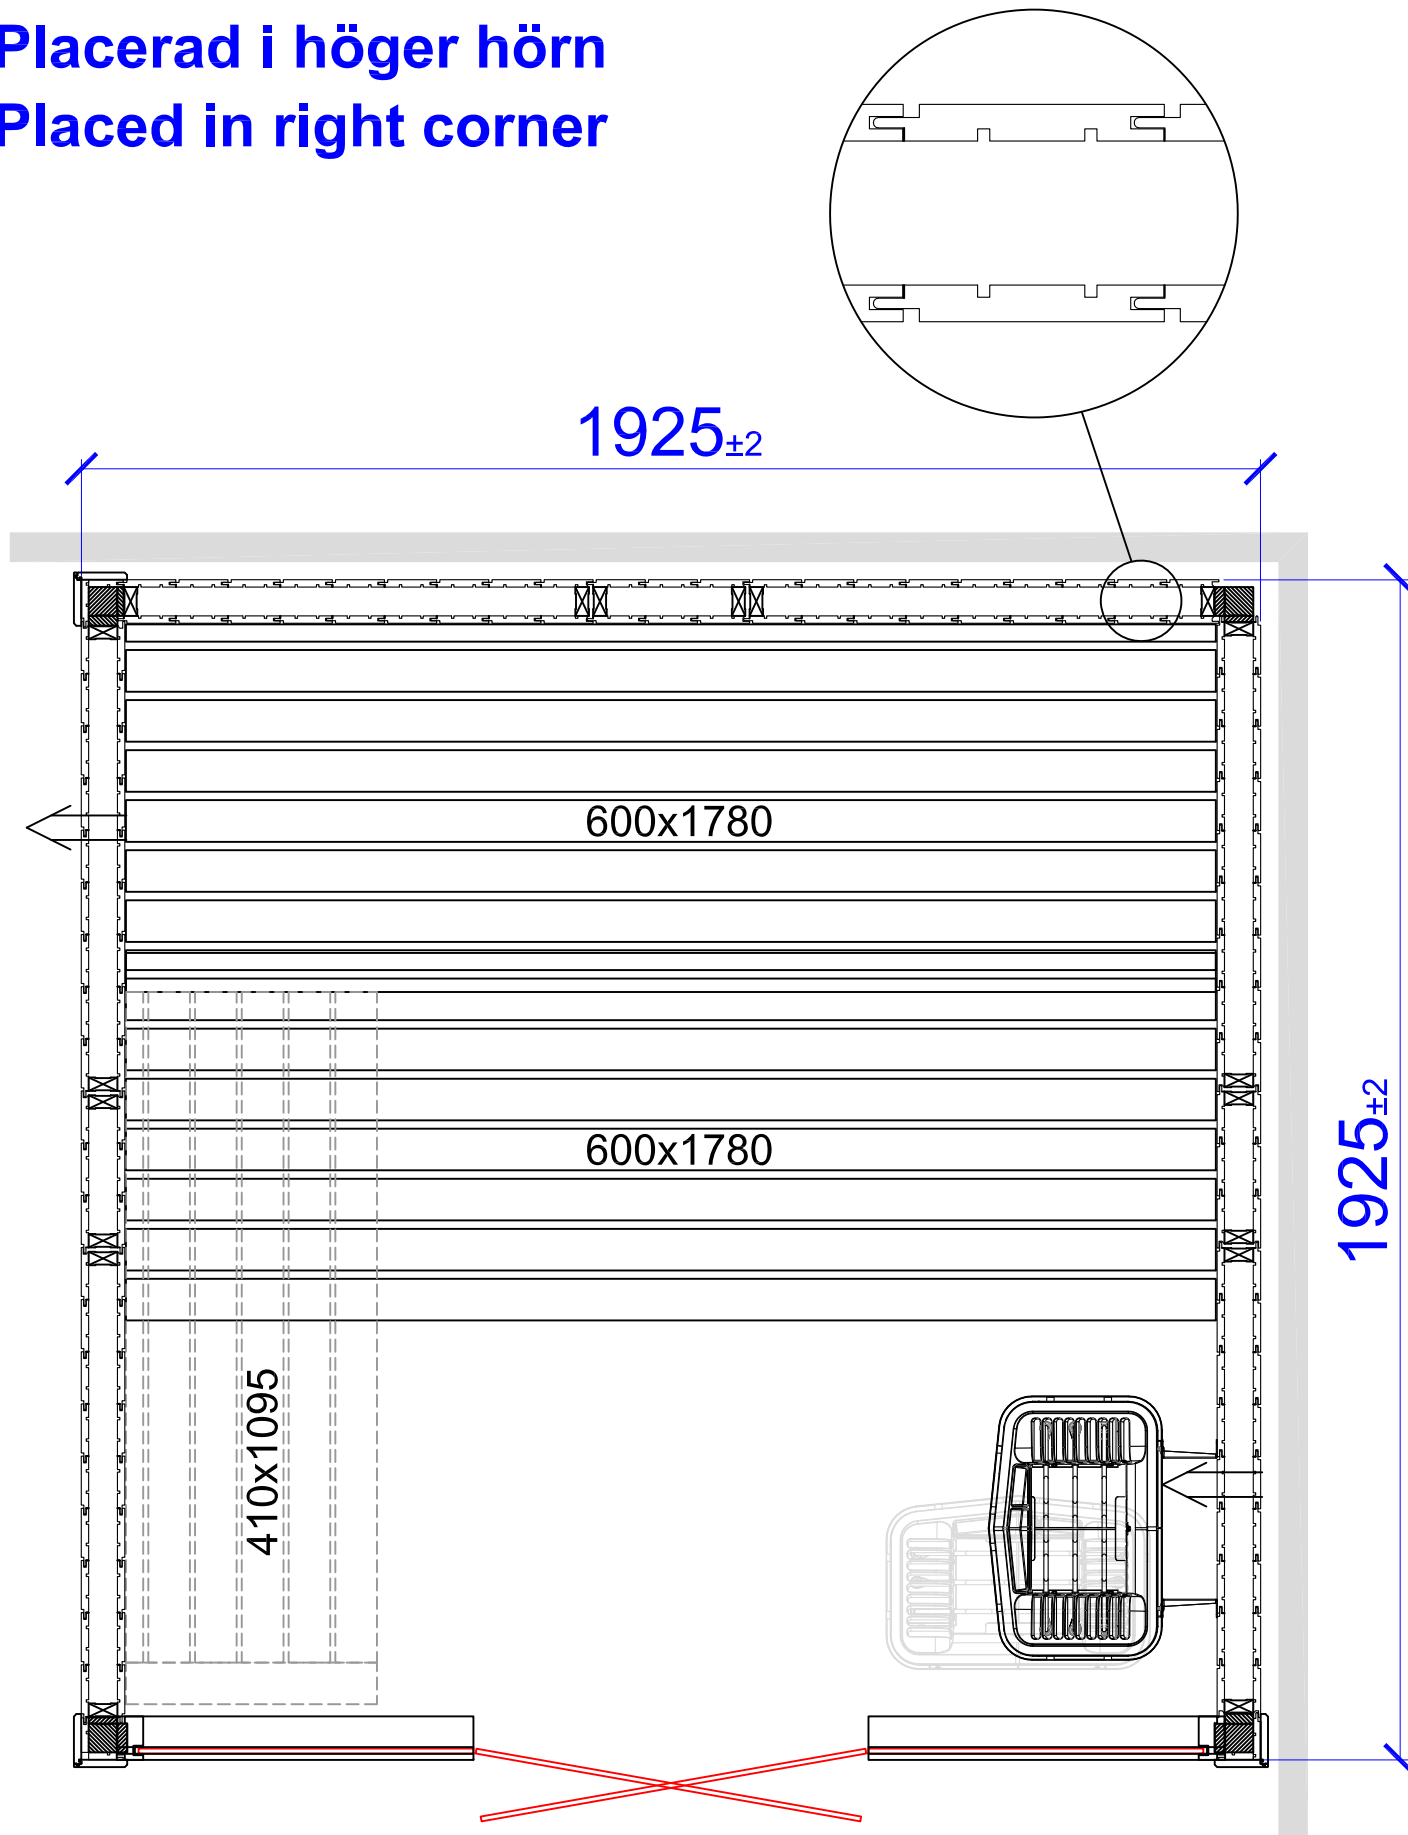 Placerad i höger hörn
Placed in right corner
1925±2
600x1780
600x1780
1925±2
410x1095